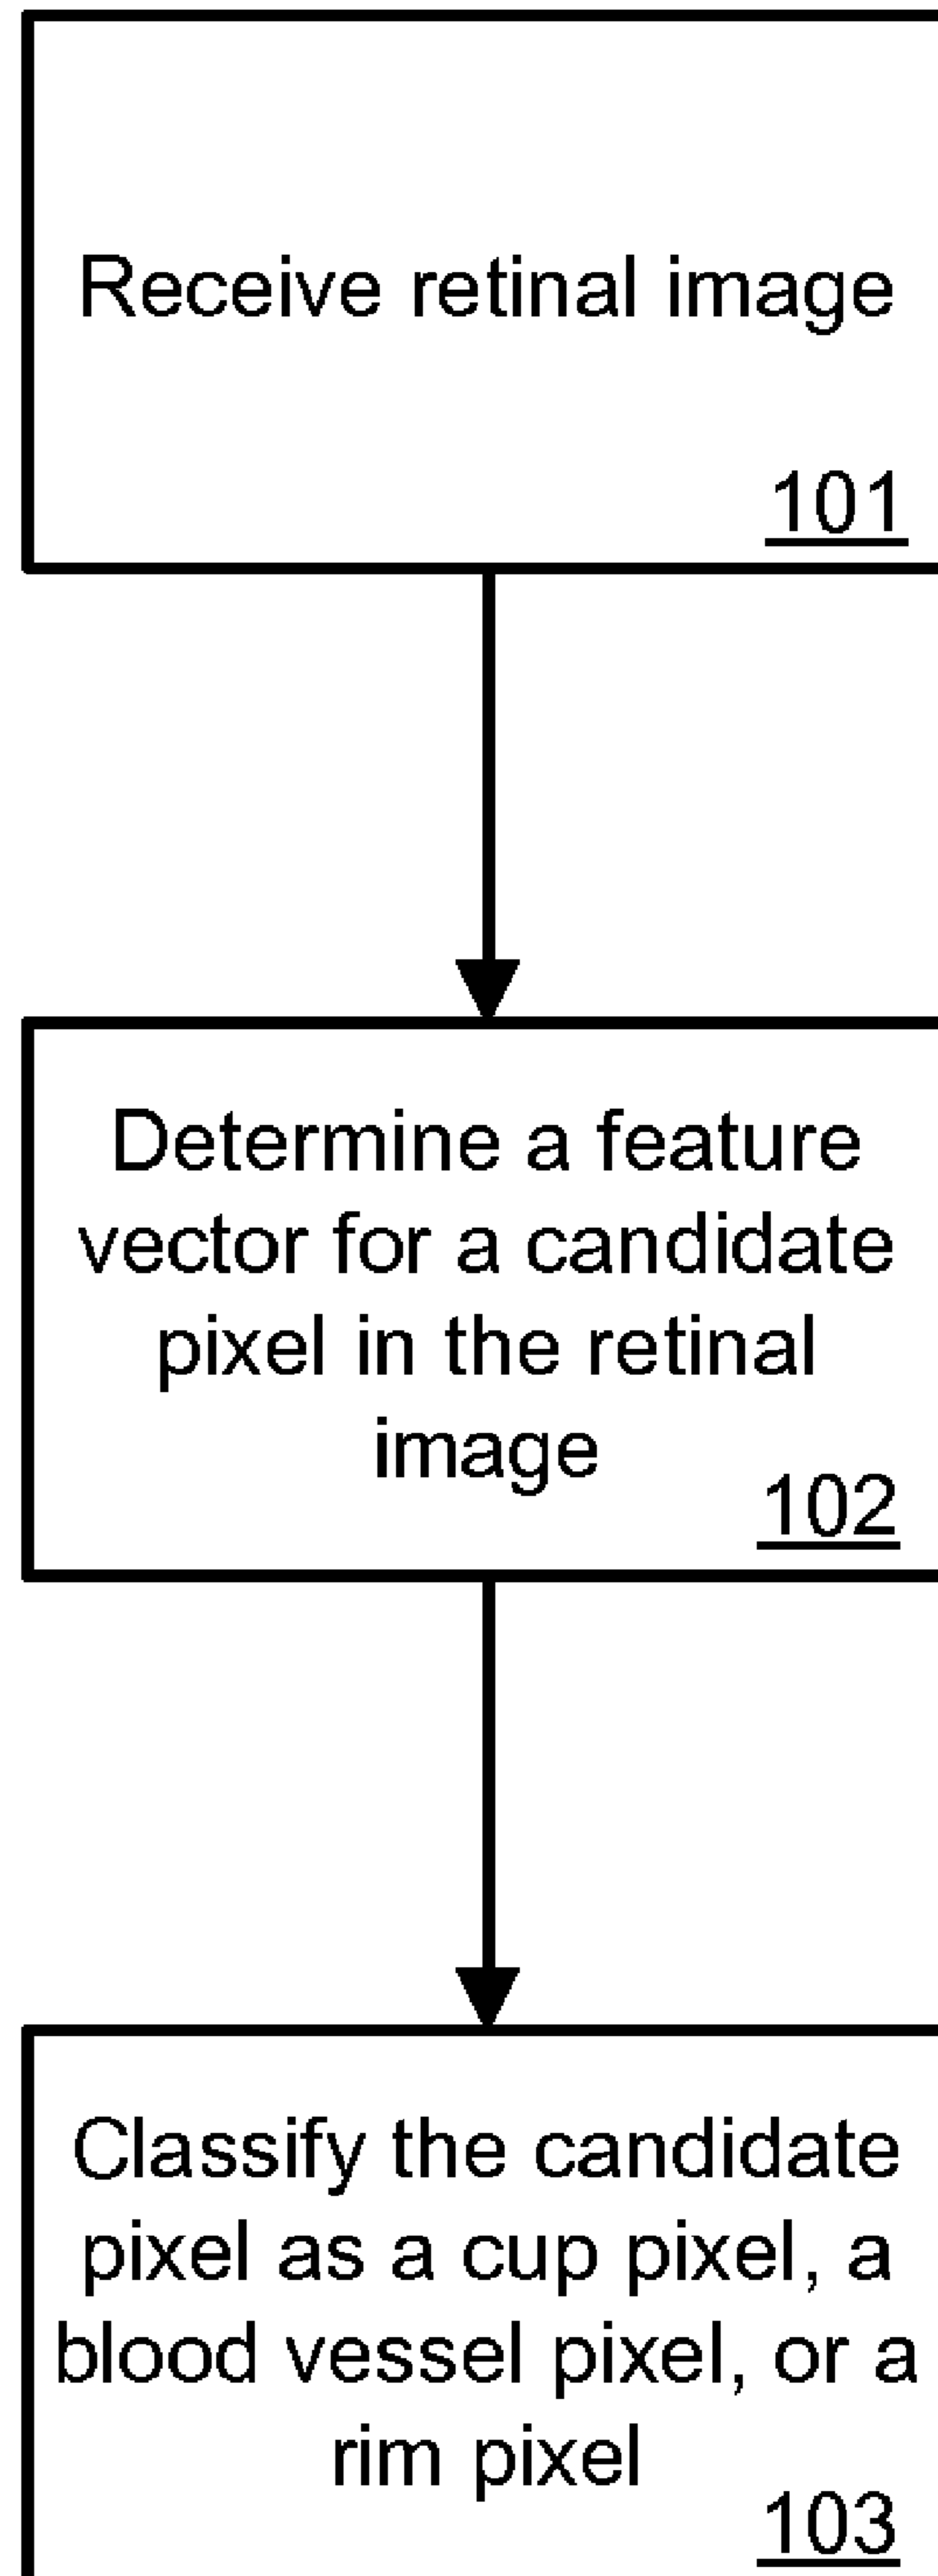 Receive retinal image
101
Determine a feature
vector for a candidate
pixel in the retinal
image
102
Classify the candidate
pixel as a cup pixel, a
blood vessel pixel, or a
rim pixel
103